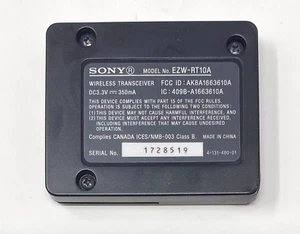 SONY® MODEL No. EZW-RT10A
WIRELESS TRANSCEIVER FCC ID: AK8A1663610A
DC3.3V⎓350mA IC: 409B-A1663610A
THIS DEVICE COMPLIES WITH PART 15 OF THE FCC
RULES. OPERATION IS SUBJECT TO THE FOLLOWING
TWO CONDITIONS:
(1) THIS DEVICE MAY NOT CAUSE HARMFUL
INTERFERENCE, AND (2) THIS DEVICE
MUST ACCEPT ANY INTERFERENCE RECEIVED,
INCLUDING INTERFERENCE THAT
MAY CAUSE UNDESIRED OPERATION.
Complies CANADA ICES/NMB-003 Class B. MADE IN CHINA
SERIAL No. 1728519 4-131-490-01